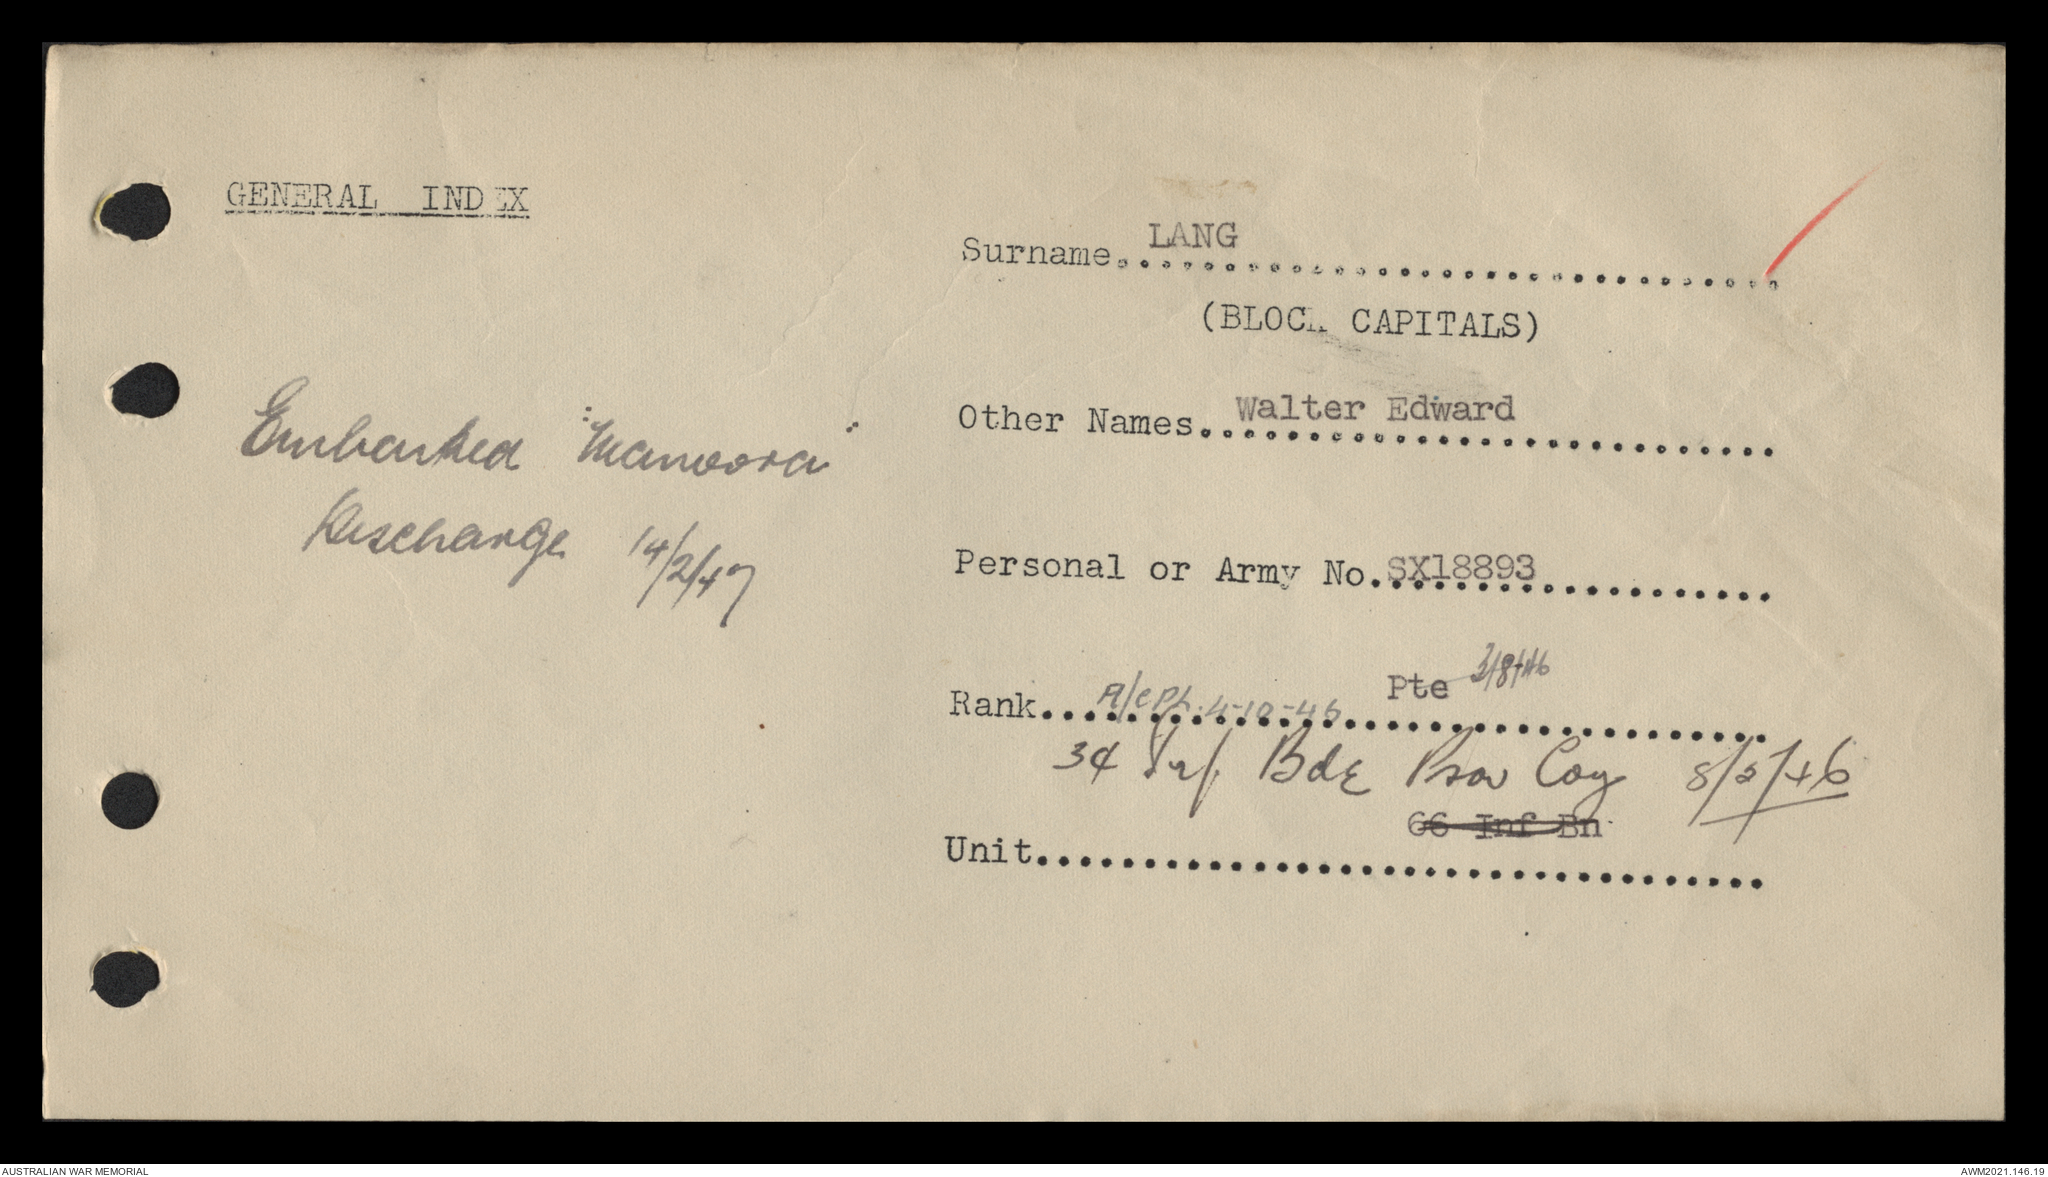 GENERAL INDEX
Surname....LANG....
(BLOCK CAPITALS)
Other Names....Walter Edward....
Embarked "Manoora"
Discharge 14/2/47
Personal or Army No. SX18893....
Rank....A/Cpl. 4-10-46 Pte 3/8/46
34 Inf Bde Prov Coy 8/5/46
66 Inf Bn
Unit....
AUSTRALIAN WAR MEMORIAL
AWM2021.146.19